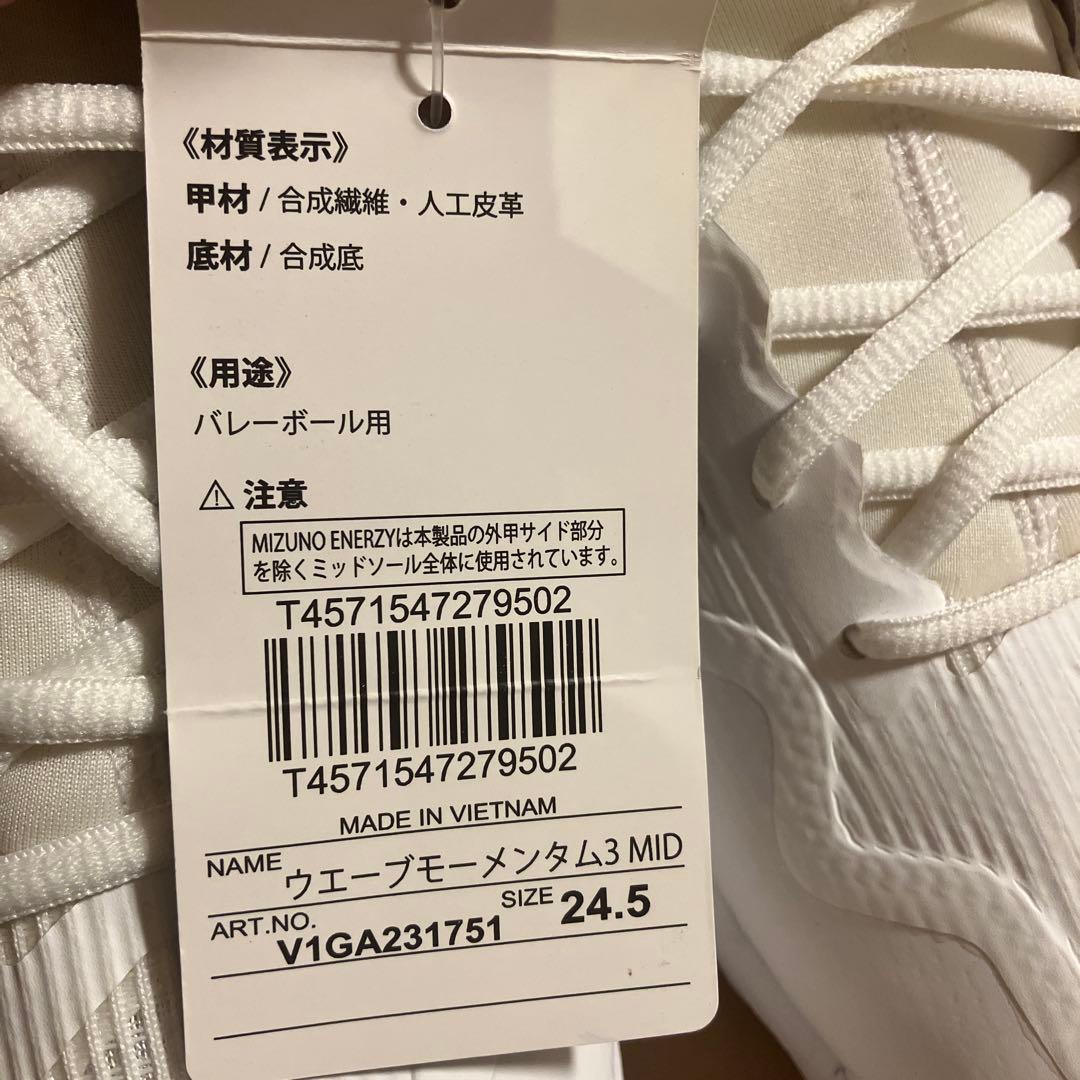 《材質表示》
甲材 / 合成繊維・人工皮革
底材 / 合成底
《用途》
バレーボール用
⚠ 注意
MIZUNO ENERZYは本製品の外甲サイド部分
を除くミッドソール全体に使用されています。
T4571547279502
T4571547279502
MADE IN VIETNAM
NAME ウエーブモーメンタム3 MID
ART.NO. V1GA231751 SIZE 24.5